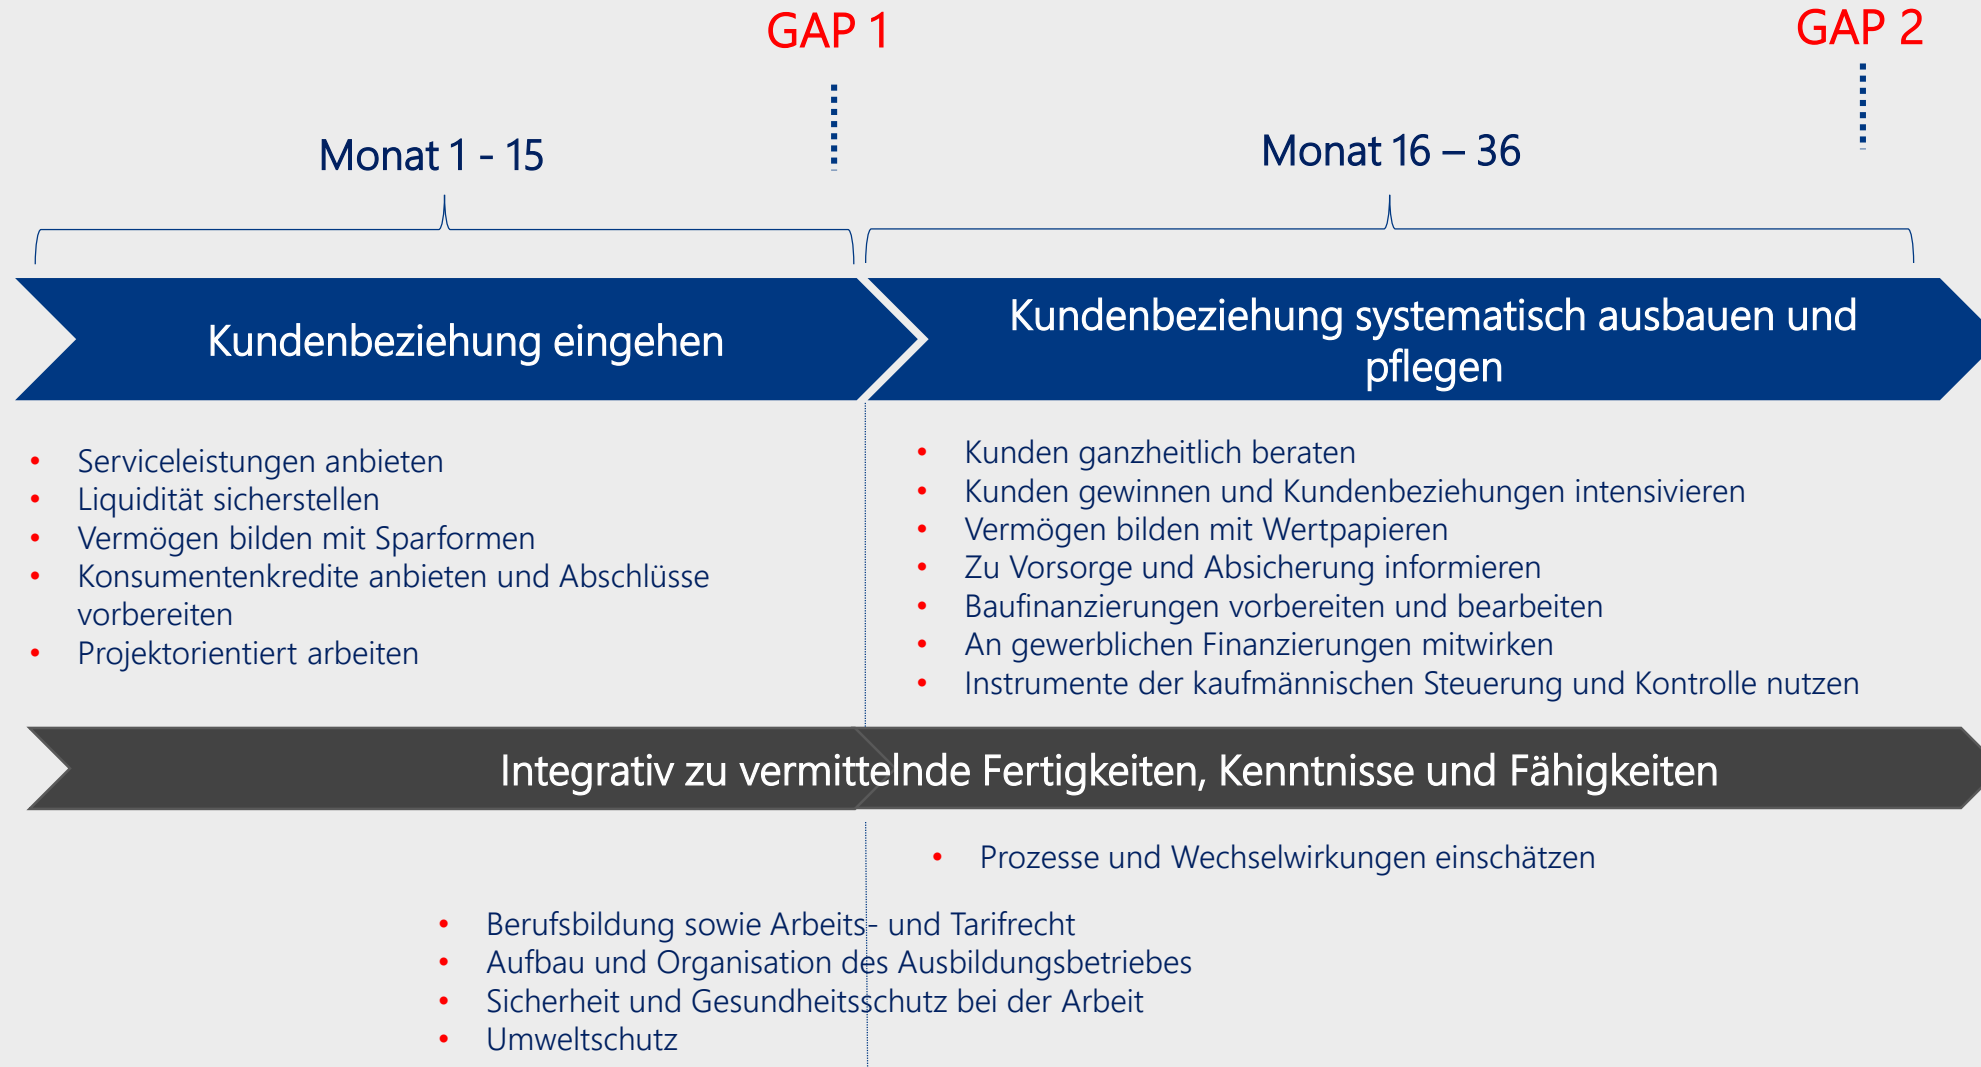 GAP 1
GAP 2
Monat 1 - 15
Monat 16 – 36
Kundenbeziehung eingehen
Kundenbeziehung systematisch ausbauen und
pflegen
• Serviceleistungen anbieten
• Liquidität sicherstellen
• Vermögen bilden mit Sparformen
• Konsumentenkredite anbieten und Abschlüsse
vorbereiten
• Projektorientiert arbeiten
• Kunden ganzheitlich beraten
• Kunden gewinnen und Kundenbeziehungen intensivieren
• Vermögen bilden mit Wertpapieren
• Zu Vorsorge und Absicherung informieren
• Baufinanzierungen vorbereiten und bearbeiten
• An gewerblichen Finanzierungen mitwirken
• Instrumente der kaufmännischen Steuerung und Kontrolle nutzen
Integrativ zu vermittelnde Fertigkeiten, Kenntnisse und Fähigkeiten
• Prozesse und Wechselwirkungen einschätzen
• Berufsbildung sowie Arbeits- und Tarifrecht
• Aufbau und Organisation des Ausbildungsbetriebes
• Sicherheit und Gesundheitsschutz bei der Arbeit
• Umweltschutz